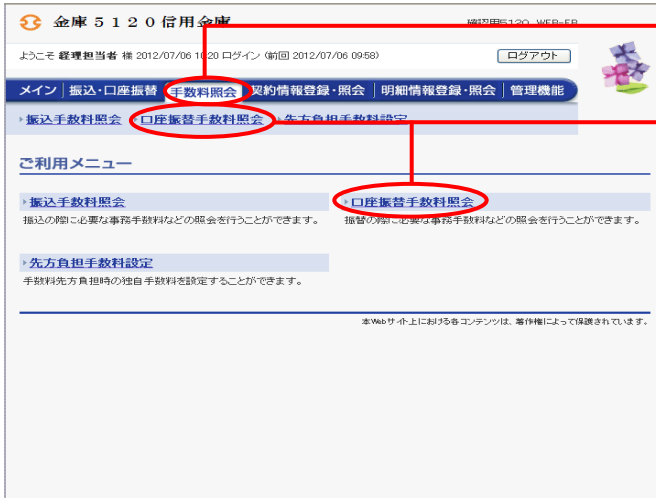 金庫５１２０信用金庫
確認用5120 WEB-FB
ようこそ 経理担当者 様 2012/07/06 10:20 ログイン (前回 2012/07/06 09:58)
ログアウト
メイン 振込・口座振替 手数料照会 契約情報登録・照会 明細情報登録・照会 管理機能
振込手数料照会 口座振替手数料照会 先方負担手数料設定
ご利用メニュー
振込手数料照会 口座振替手数料照会
振込の際に必要な事務手数料などの照会を行うことができます。 振替の際に必要な事務手数料などの照会を行うことができます。
先方負担手数料設定
手数料先方負担時の独自手数料を設定することができます。
本Webサイト上における各コンテンツは、著作権によって保護されています。